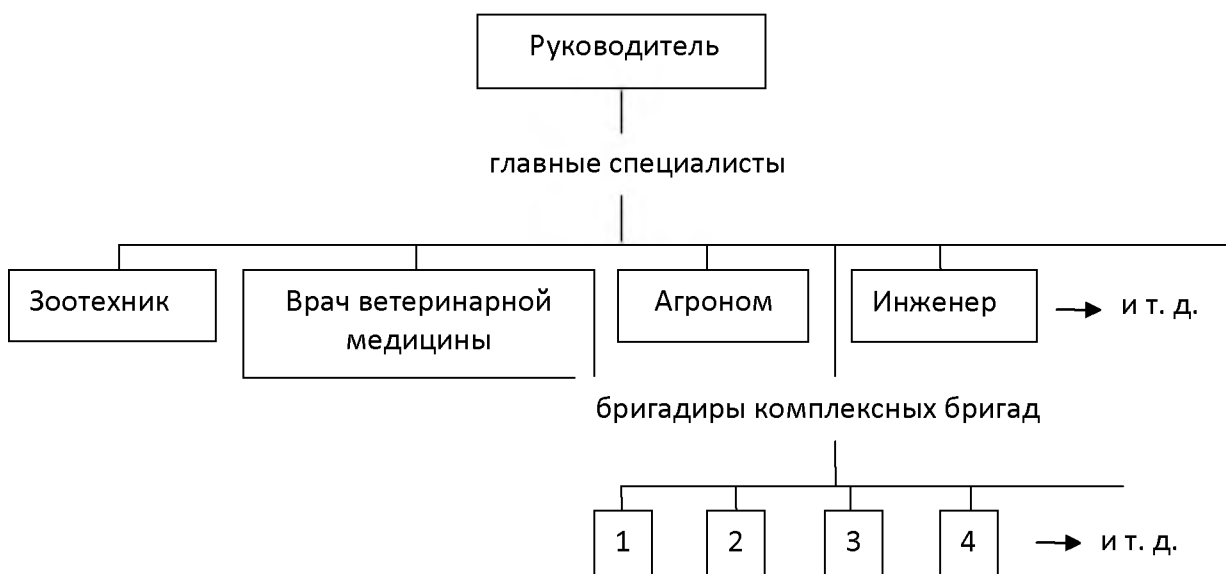 Руководитель
главные специалисты
Зоотехник
Врач ветеринарной
медицины
Агроном
Инженер
и т. д.
бригадиры комплексных бригад
1
2
3
4
и т. д.